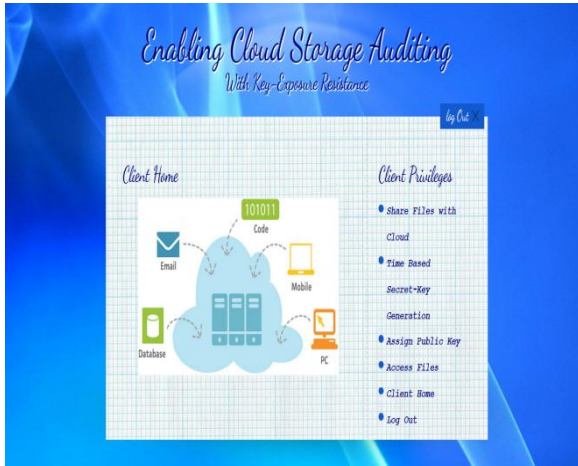 Enabling Cloud Storage Auditing
With Key-Exposure Resistance
log Out X
Client Home
101011
Code
Email
Mobile
Database
PC
Client Privileges
Share Files with
Cloud
Time Based
Secret-Key
Generation
Assign Public Key
Access Files
Client Home
Log Out